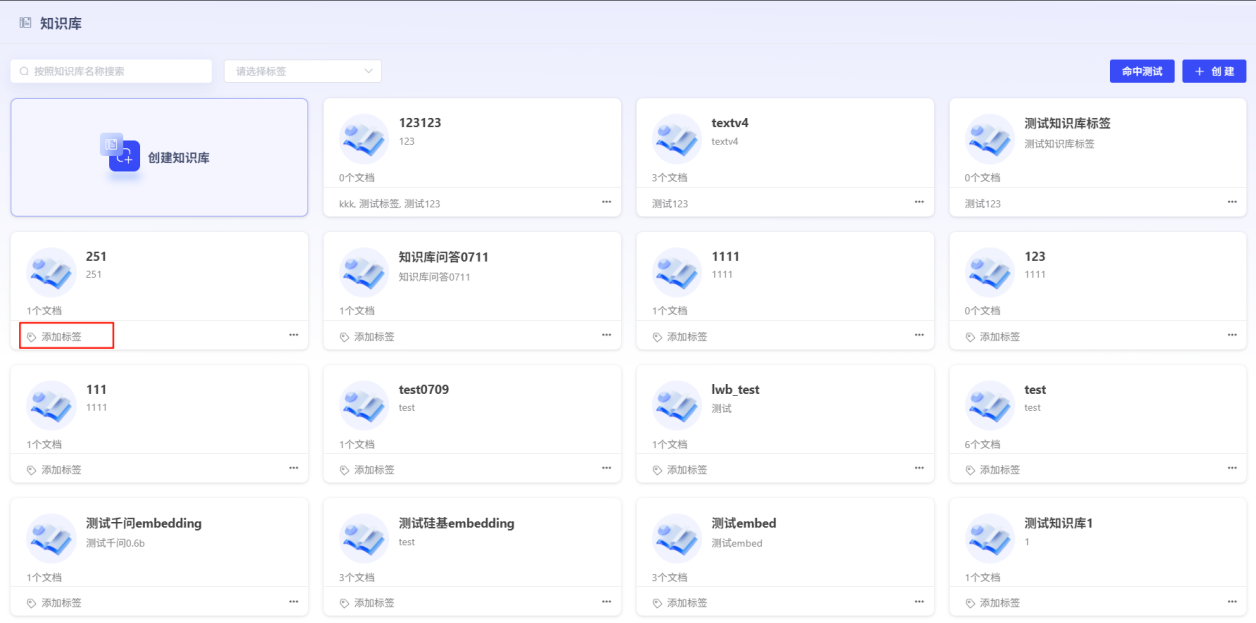 知识库
按照知识库名称搜索
请选择标签
命中测试
+ 创 建
创建知识库
123123
123
0个文档
kkk, 测试标签, 测试123
textv4
textv4
3个文档
测试123
测试知识库标签
测试知识库标签
0个文档
测试123
251
251
1个文档
添加标签
知识库问答0711
知识库问答0711
1个文档
添加标签
1111
1111
1个文档
添加标签
123
1111
0个文档
添加标签
111
1111
1个文档
添加标签
test0709
test
1个文档
添加标签
lwb_test
测试
1个文档
添加标签
test
test
6个文档
添加标签
测试千问embedding
测试千问0.6b
1个文档
添加标签
测试硅基embedding
test
3个文档
添加标签
测试embed
测试embed
3个文档
添加标签
测试知识库1
1
1个文档
添加标签